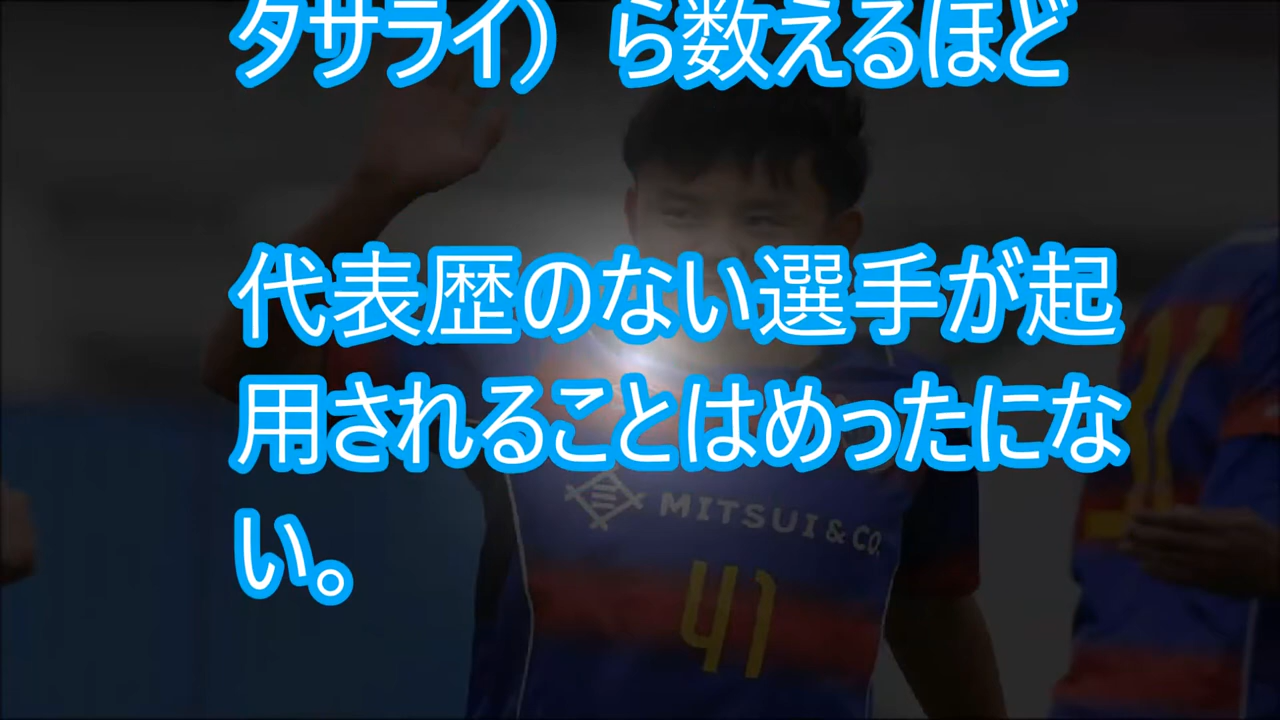 タサライ）ら数えるほど
代表歴のない選手が起
用されることはめったにな
い。
MITSUI&CO.
41